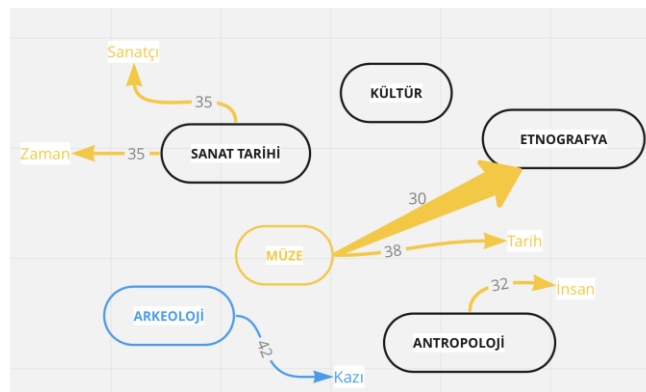 Sanatçı
35
KÜLTÜR
ETNOGRAFYA
Zaman
35
SANAT TARİHİ
30
MÜZE
38
Tarih
32
İnsan
ARKEOLOJİ
42
ANTROPOLOJİ
Kazı